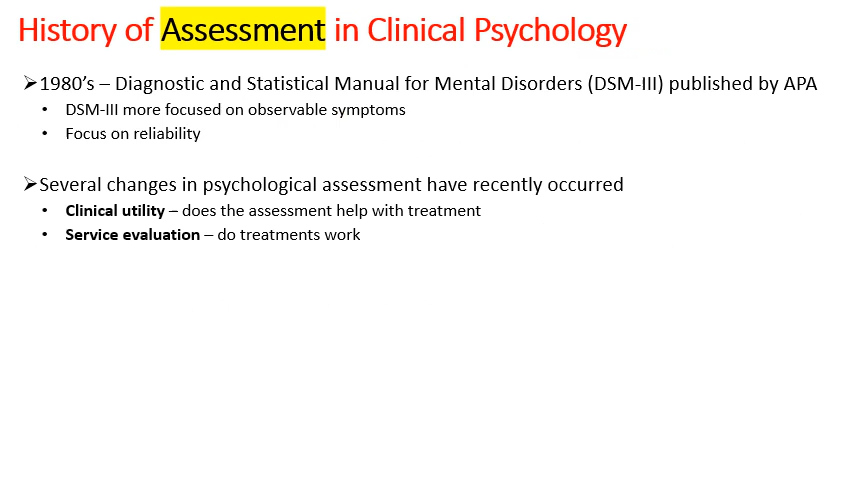 History of Assessment in Clinical Psychology
➢1980’s – Diagnostic and Statistical Manual for Mental Disorders (DSM-III) published by APA
• DSM-III more focused on observable symptoms
• Focus on reliability
➢Several changes in psychological assessment have recently occurred
• Clinical utility – does the assessment help with treatment
• Service evaluation – do treatments work